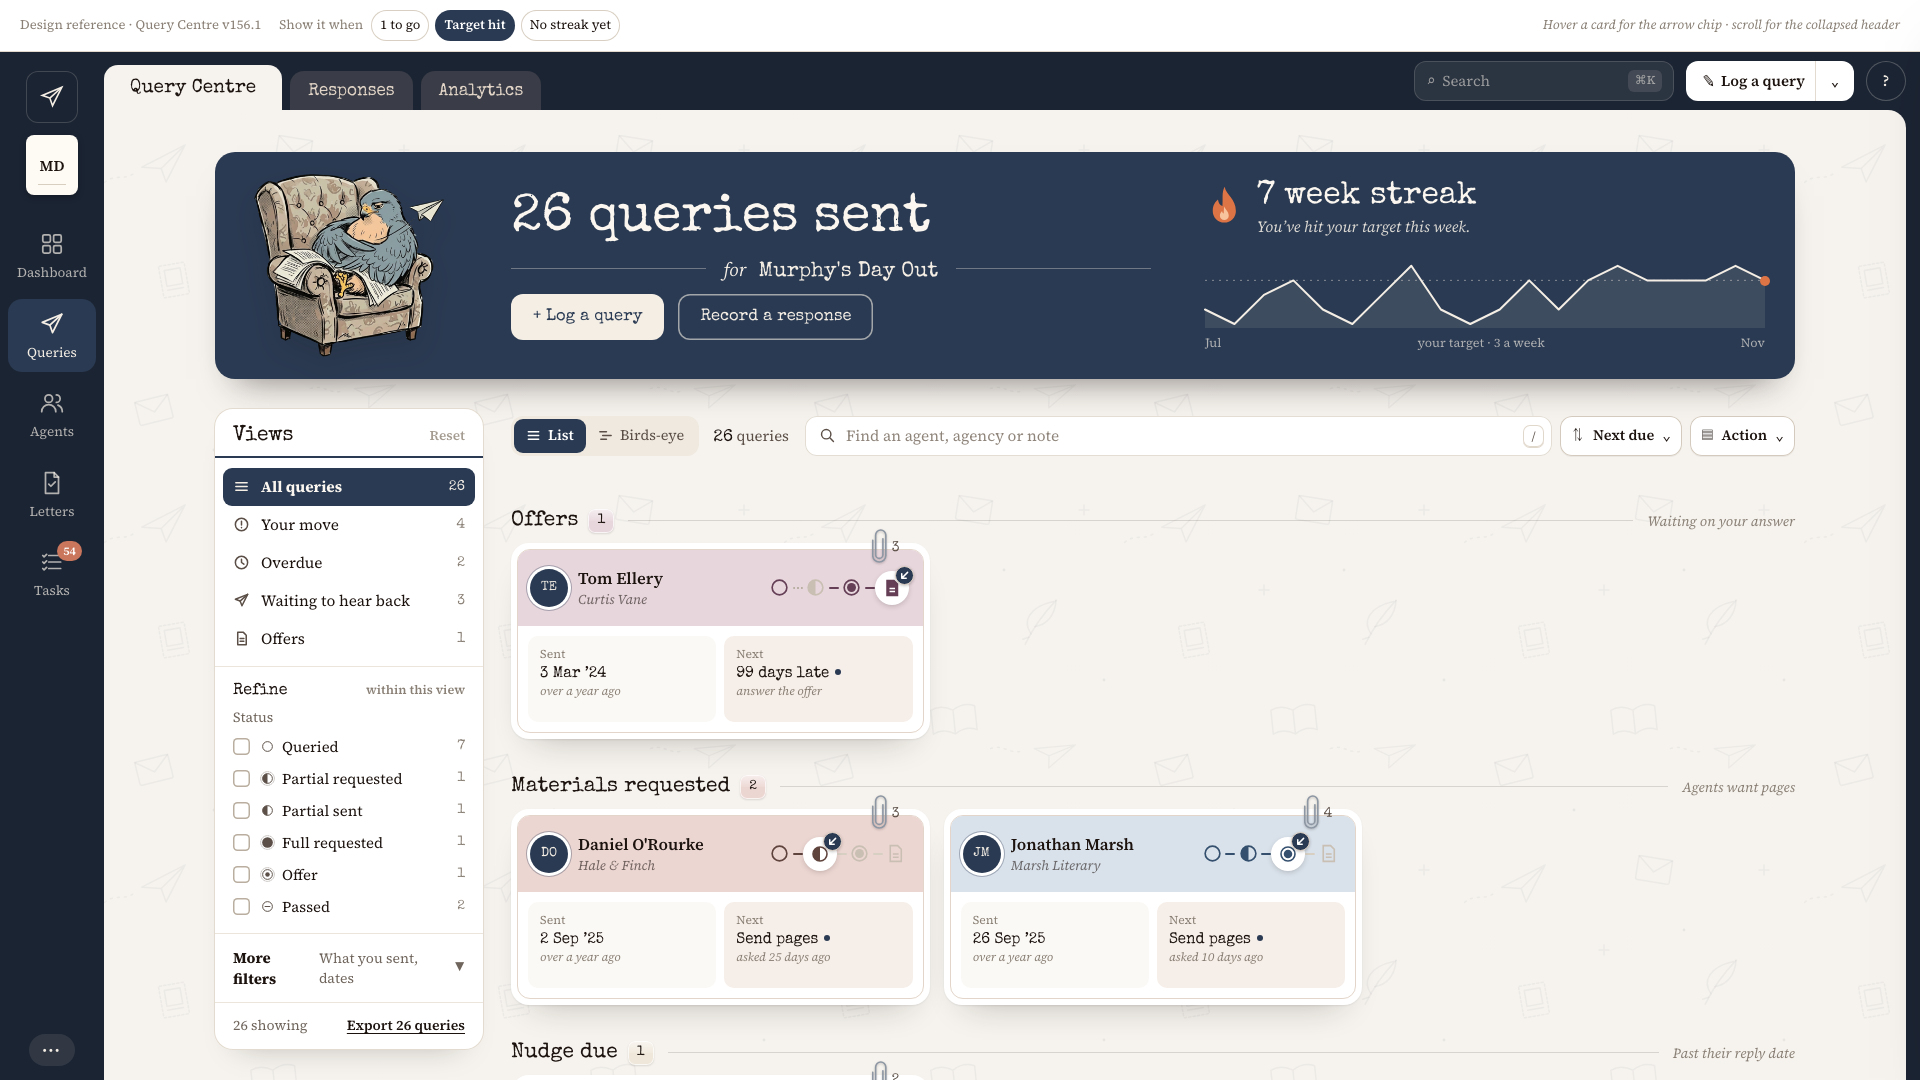 Design reference · Query Centre v156.1 Show it when 1 to go Target hit No streak yet Hover a card for the arrow chip · scroll for the collapsed header
Query Centre Responses Analytics Search ⌘K Log a query ?
MD
Dashboard
Queries
Agents
Letters
54
Tasks
26 queries sent
for Murphy's Day Out
+ Log a query Record a response
7 week streak
You've hit your target this week.
Jul your target · 3 a week Nov
Views Reset
All queries 26
Your move 4
Overdue 2
Waiting to hear back 3
Offers 1
Refine within this view
Status
Queried 7
Partial requested 1
Partial sent 1
Full requested 1
Offer 1
Passed 2
More filters What you sent, dates
26 showing Export 26 queries
List Birds-eye 26 queries Find an agent, agency or note / Next due Action
Offers 1 Waiting on your answer
3
TE Tom Ellery
Curtis Vane
Sent
3 Mar ’24
over a year ago
Next
99 days late
answer the offer
Materials requested 2 Agents want pages
3
DO Daniel O'Rourke
Hale & Finch
Sent
2 Sep ’25
over a year ago
Next
Send pages
asked 25 days ago
4
JM Jonathan Marsh
Marsh Literary
Sent
26 Sep ’25
over a year ago
Next
Send pages
asked 10 days ago
Nudge due 1 Past their reply date